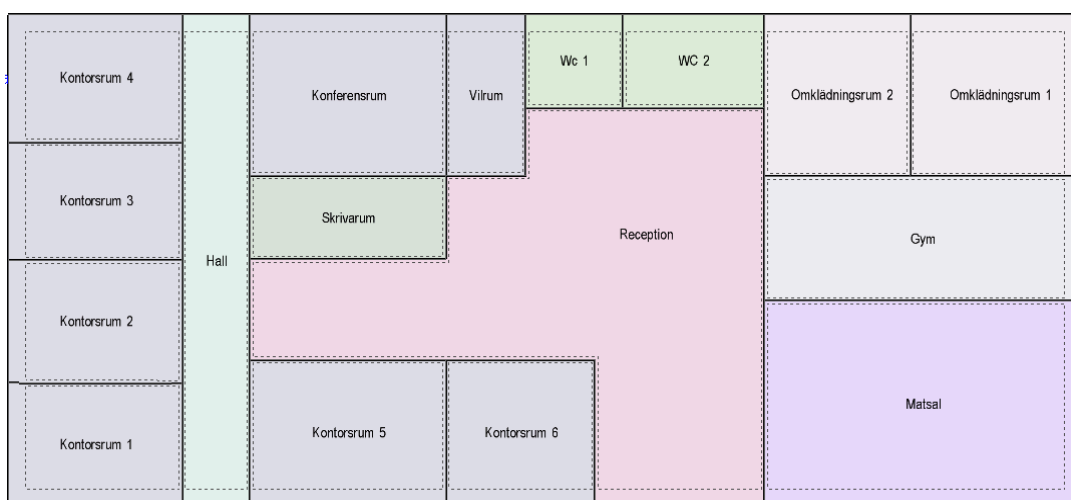 Kontorsrum 4
Konferensrum
Vilrum
Wc 1
WC 2
Omklädningsrum 2
Omklädningsrum 1
Kontorsrum 3
Skrivarum
Reception
Gym
Hall
Kontorsrum 2
Matsal
Kontorsrum 1
Kontorsrum 5
Kontorsrum 6